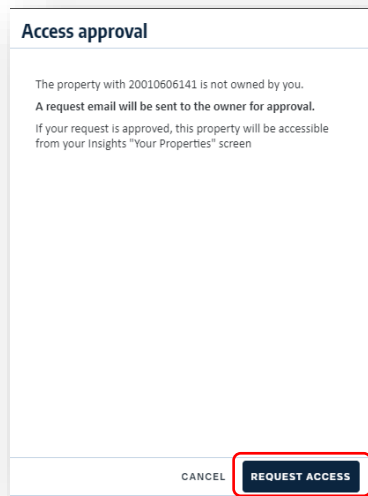 Access approval
The property with 20010606141 is not owned by you.
A request email will be sent to the owner for approval.
If your request is approved, this property will be accessible
from your Insights "Your Properties" screen
CANCEL REQUEST ACCESS